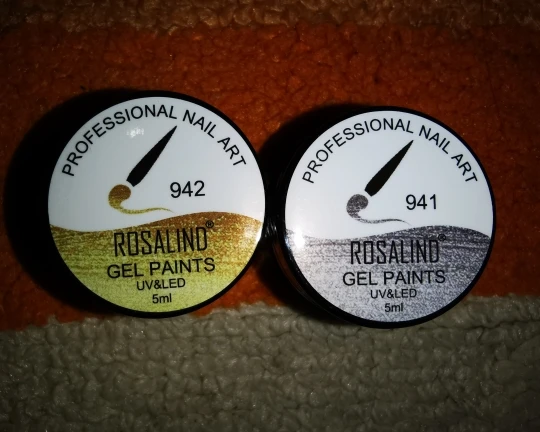 PROFESSIONAL NAIL ART
942
ROSALIND®
GEL PAINTS
UV&LED
5ml
PROFESSIONAL NAIL ART
941
ROSALIND®
GEL PAINTS
UV&LED
5ml